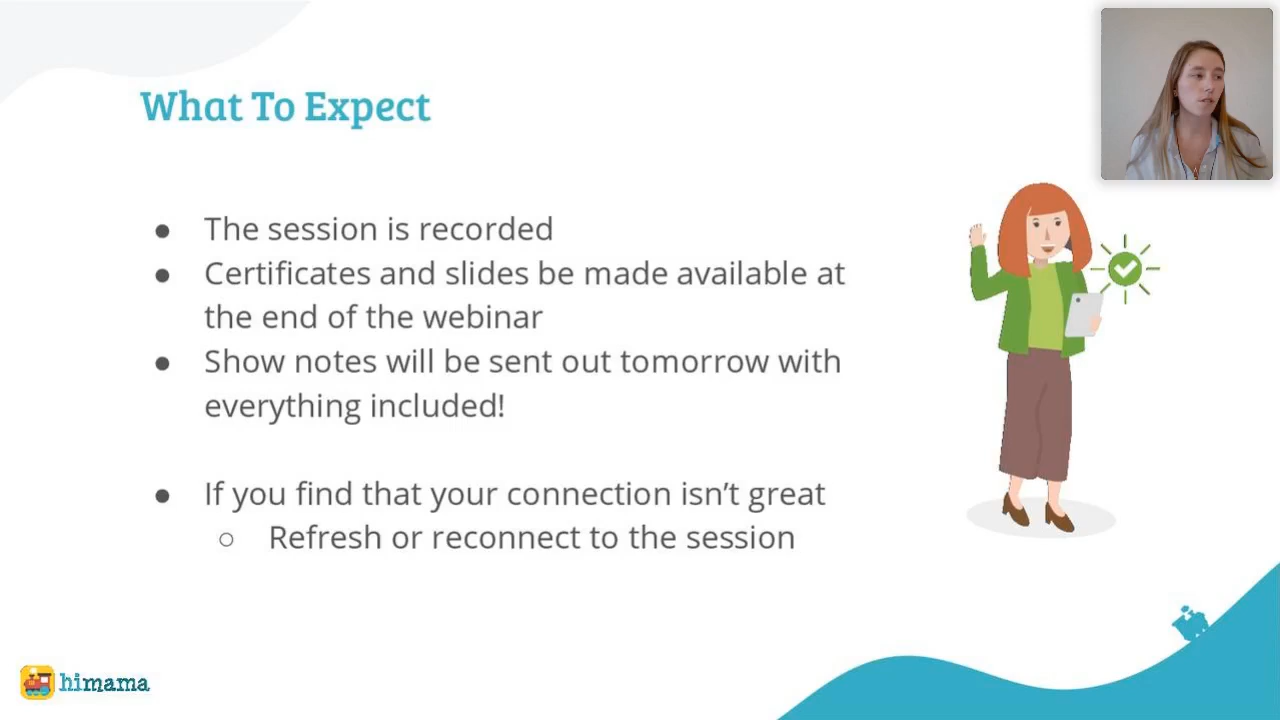 What To Expect
● The session is recorded
● Certificates and slides be made available at
the end of the webinar
● Show notes will be sent out tomorrow with
everything included!
● If you find that your connection isn’t great
○ Refresh or reconnect to the session
himama